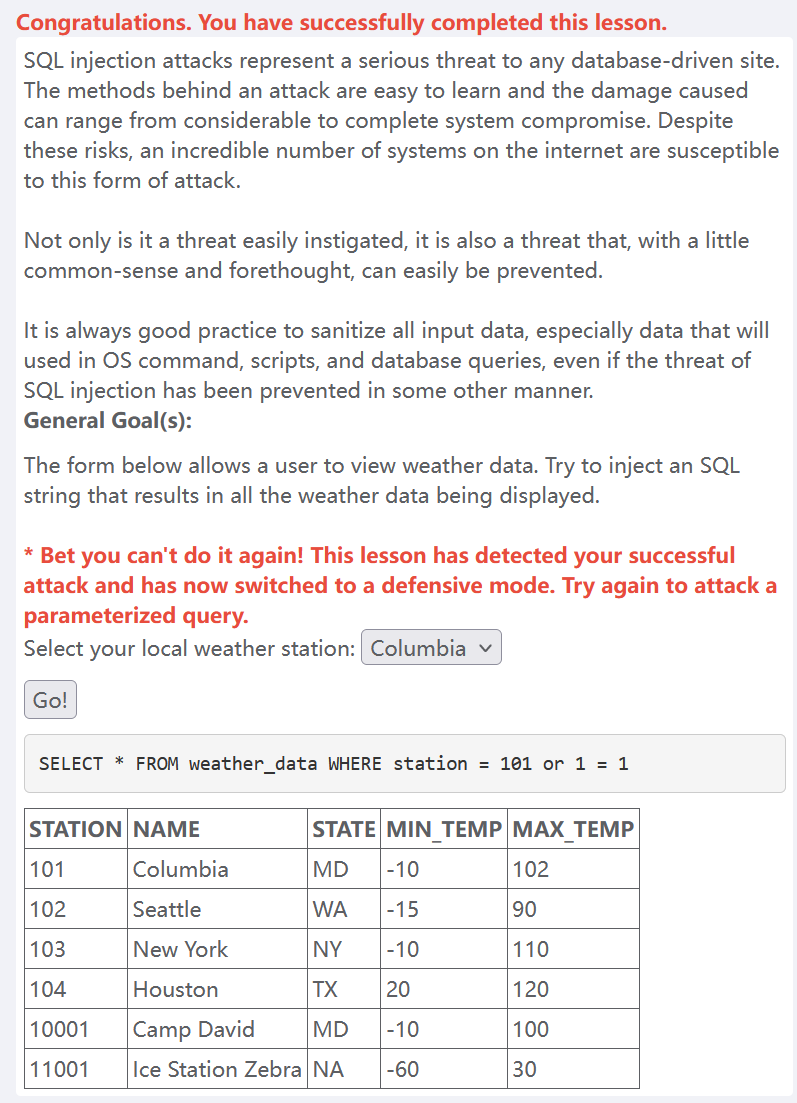 Congratulations. You have successfully completed this lesson.
SQL injection attacks represent a serious threat to any database-driven site.
The methods behind an attack are easy to learn and the damage caused
can range from considerable to complete system compromise. Despite
these risks, an incredible number of systems on the internet are susceptible
to this form of attack.
Not only is it a threat easily instigated, it is also a threat that, with a little
common-sense and forethought, can easily be prevented.
It is always good practice to sanitize all input data, especially data that will
used in OS command, scripts, and database queries, even if the threat of
SQL injection has been prevented in some other manner.
General Goal(s):
The form below allows a user to view weather data. Try to inject an SQL
string that results in all the weather data being displayed.
* Bet you can't do it again! This lesson has detected your successful
attack and has now switched to a defensive mode. Try again to attack a
parameterized query.
Select your local weather station: Columbia
Go!
SELECT * FROM weather_data WHERE station = 101 or 1 = 1
STATION NAME STATE MIN_TEMP MAX_TEMP
101 Columbia MD -10 102
102 Seattle WA -15 90
103 New York NY -10 110
104 Houston TX 20 120
10001 Camp David MD -10 100
11001 Ice Station Zebra NA -60 30